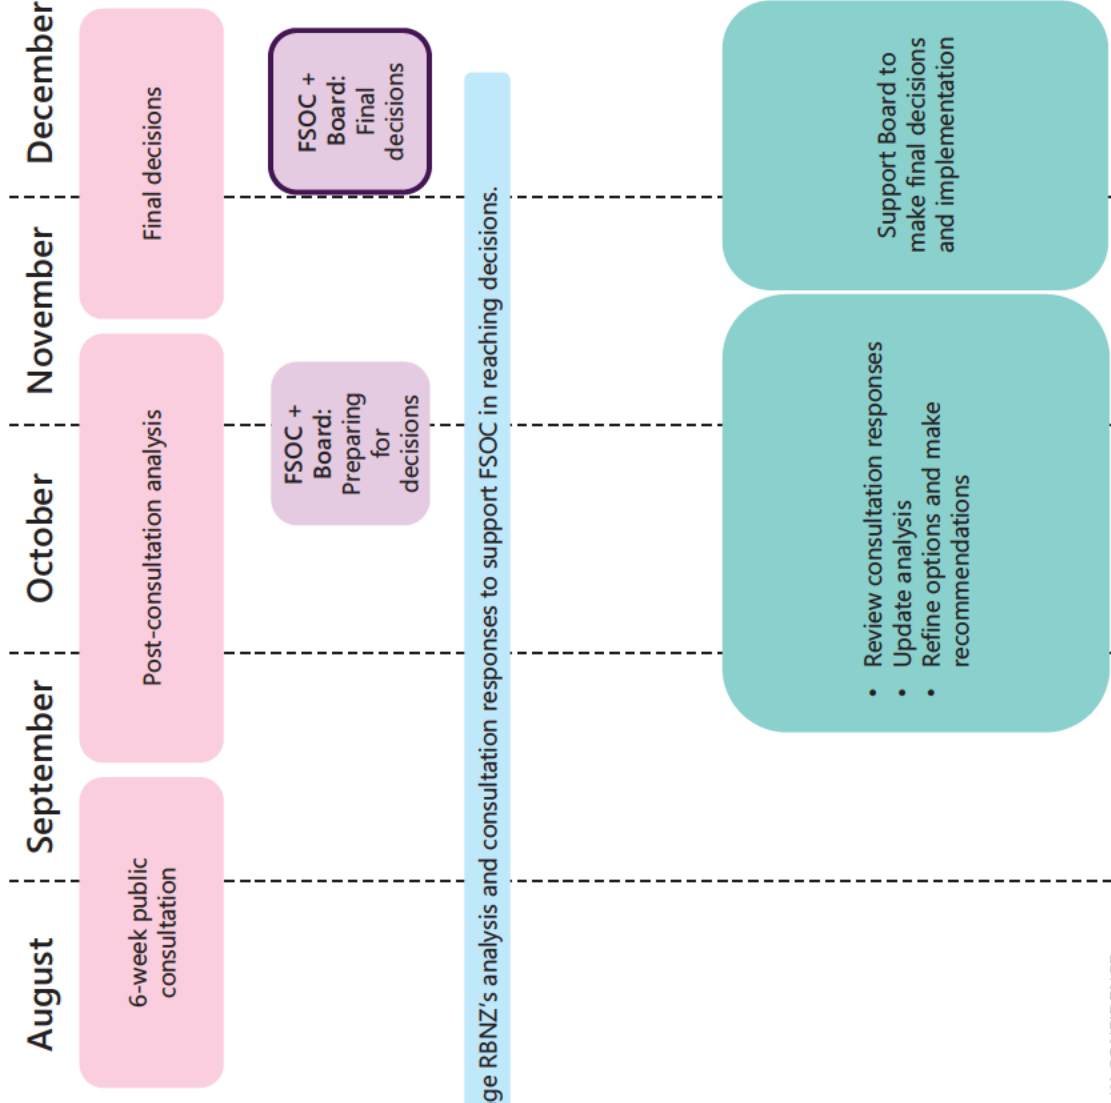 August
September
October
November
December
6-week public
consultation
Post-consultation analysis
Final decisions
FSOC +
Board:
Preparing
for
decisions
FSOC +
Board:
Final
decisions
ge RBNZ's analysis and consultation responses to support FSOC in reaching decisions.
• Review consultation responses
• Update analysis
• Refine options and make
recommendations
Support Board to
make final decisions
and implementation